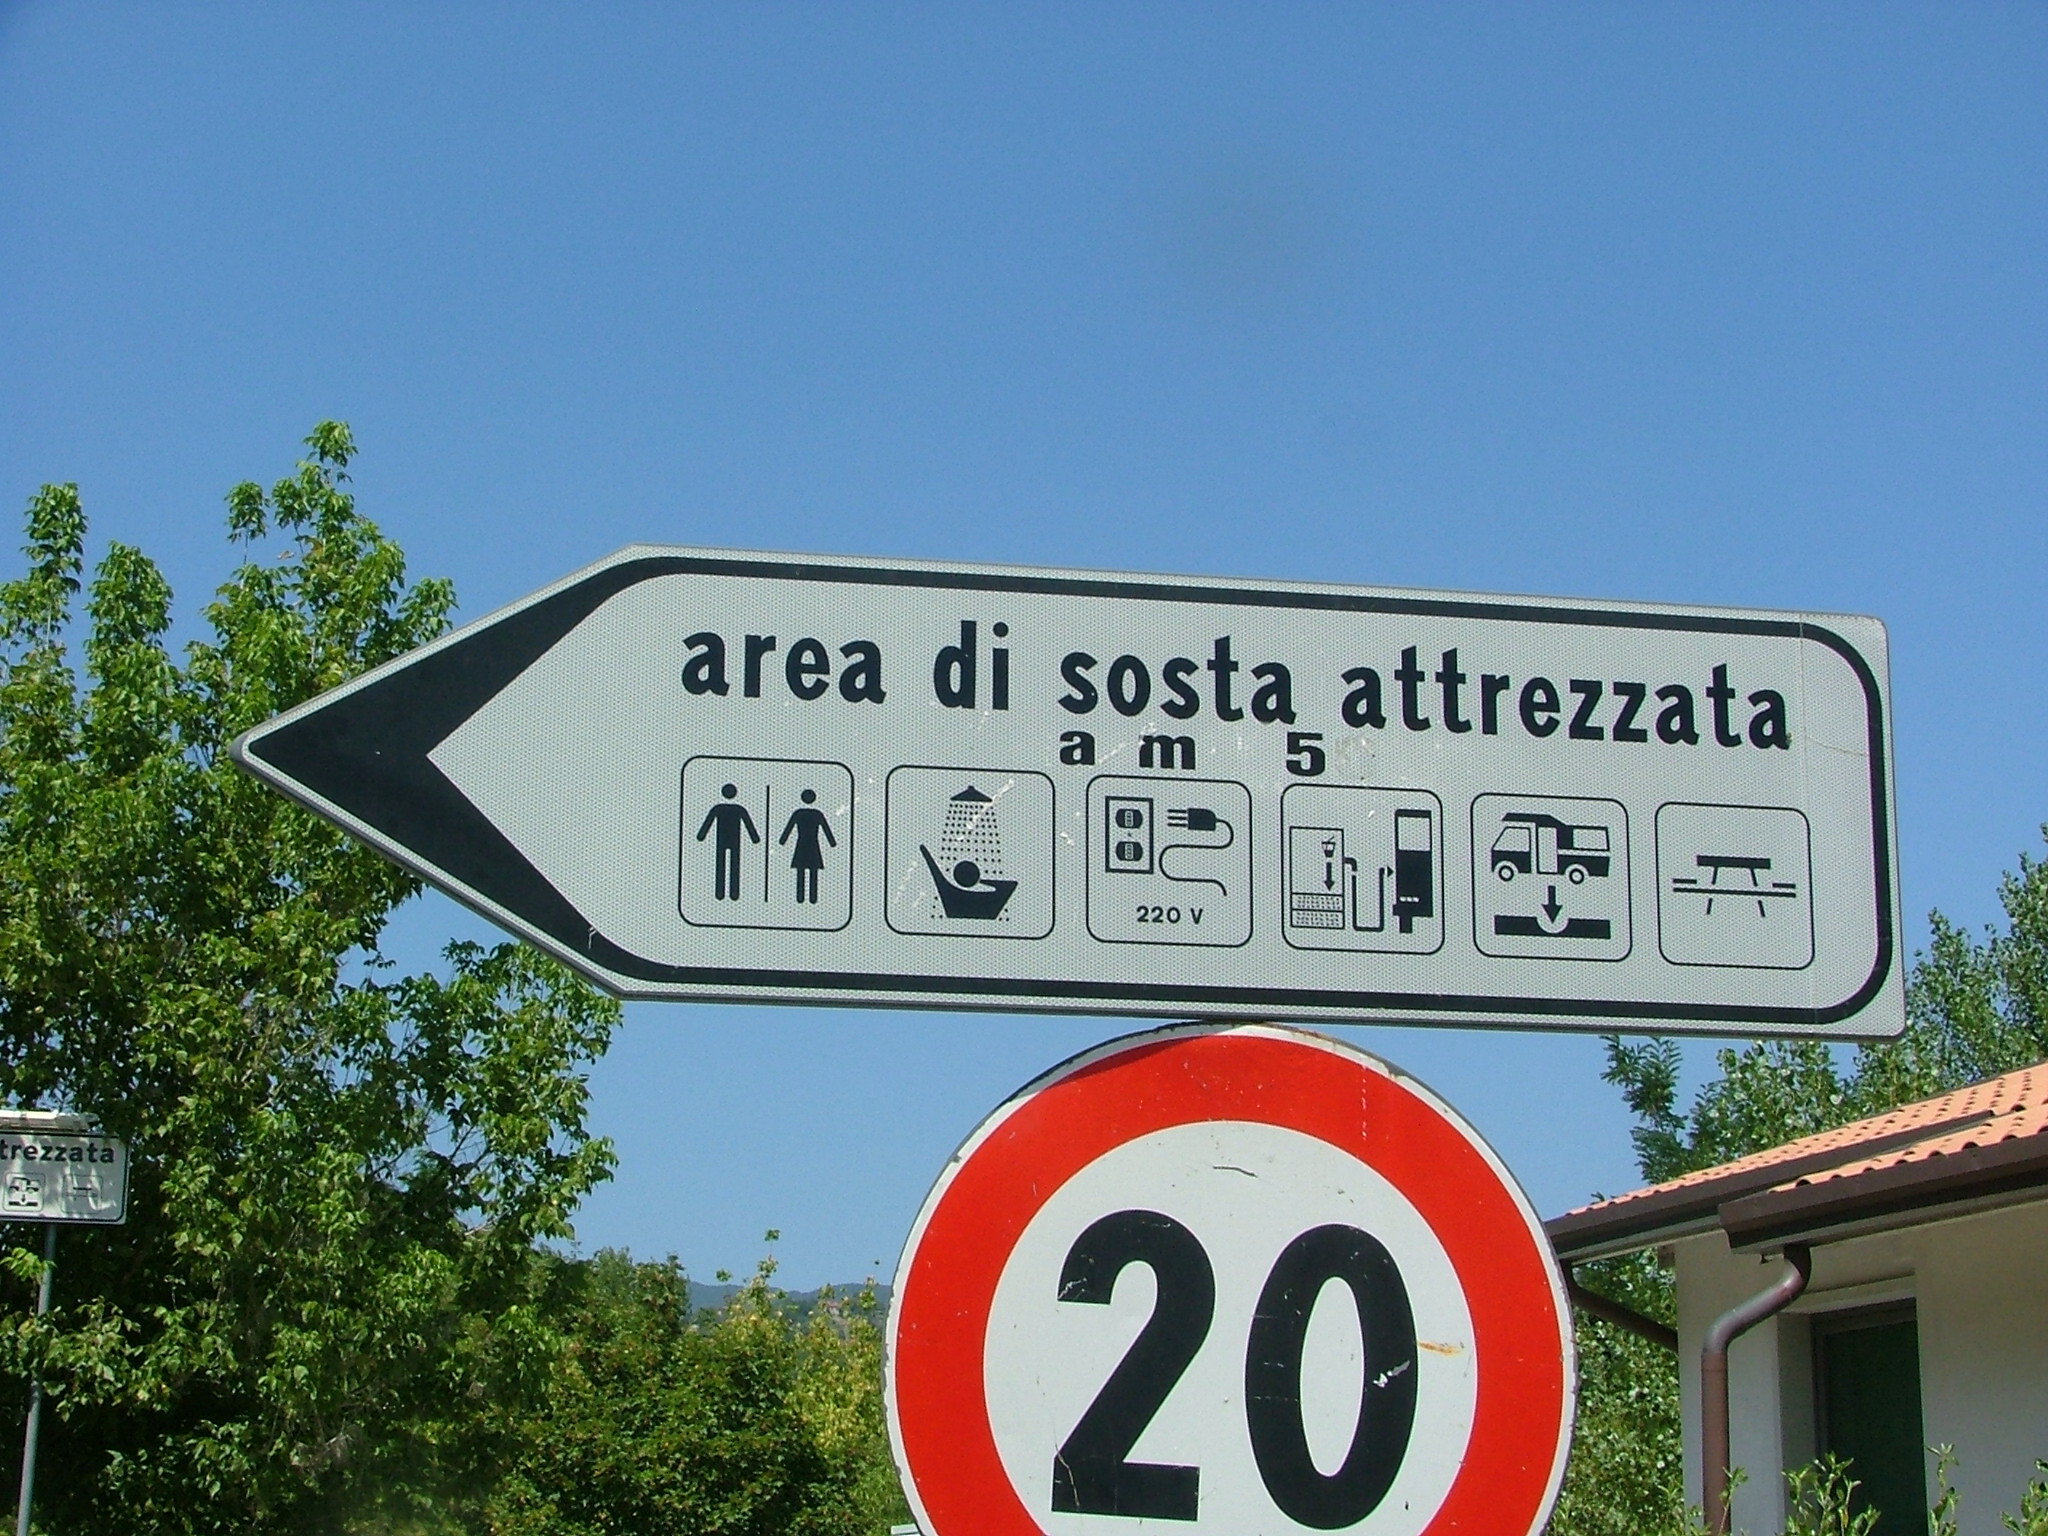 area di sosta attrezzata
a m 5
220 V
20
trezzata